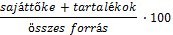 sajáttőke + tartalékok
összes forrás · 100